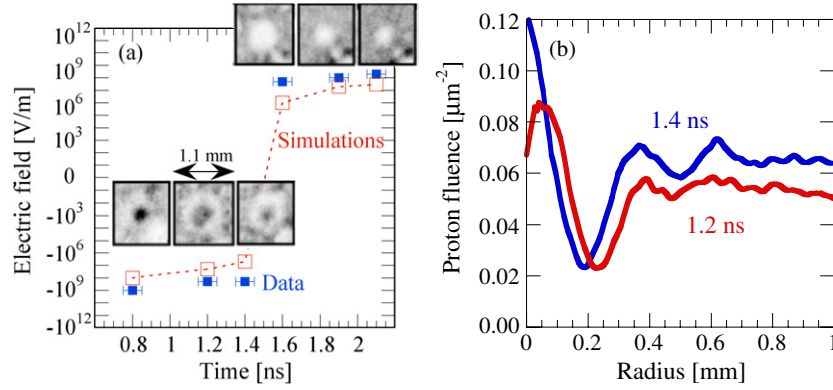 (a)
Electric field [V/m]
10^12
10^9
10^6
10^3
0
-10^3
-10^6
-10^9
-10^12
1.1 mm
Simulations
Data
0.8
1
1.2
1.4
1.6
1.8
2
Time [ns]
(b)
Proton fluence [μm^-2]
0.12
0.10
0.08
0.06
0.04
0.02
0.00
1.4 ns
1.2 ns
0
0.2
0.4
0.6
0.8
1
Radius [mm]